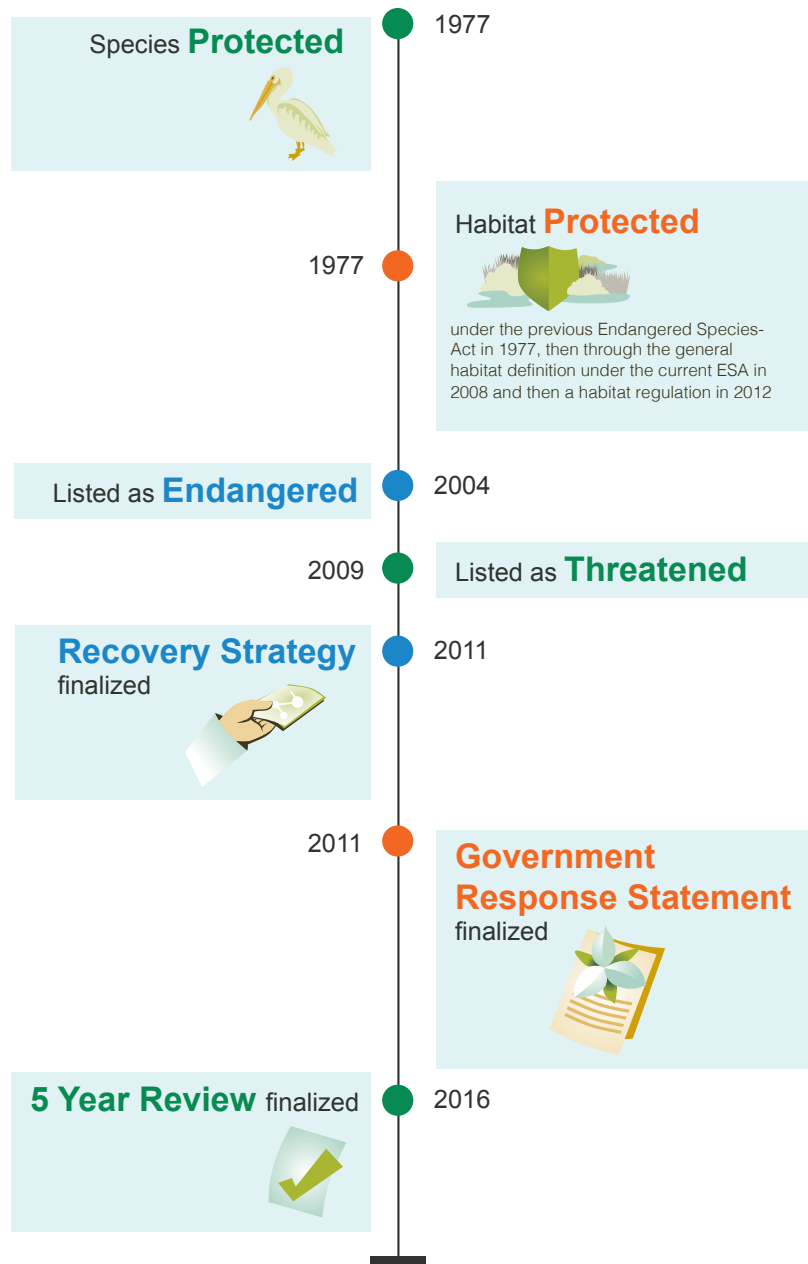 Species Protected
1977
Habitat Protected
1977
under the previous Endangered Species-
Act in 1977, then through the general
habitat definition under the current ESA in
2008 and then a habitat regulation in 2012
Listed as Endangered
2004
2009
Listed as Threatened
Recovery Strategy
finalized
2011
2011
Government
Response Statement
finalized
5 Year Review finalized
2016